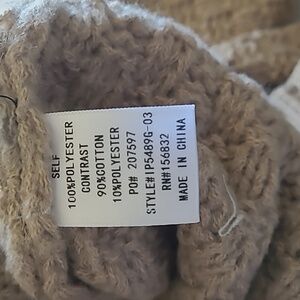 SELF
100%POLYESTER
CONTRAST
90%COTTON
10%POLYESTER
PO# 207597
STYLE#IP5489G-03
RN#156832
MADE IN CHINA